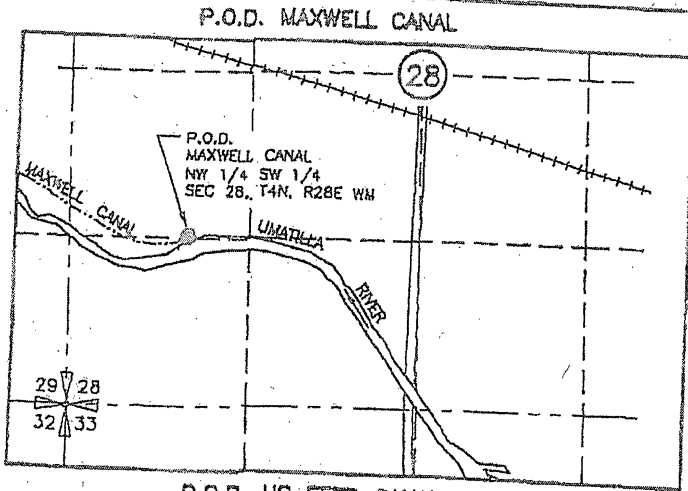 P.O.D. MAXWELL CANAL
28
P.O.D.
MAXWELL CANAL
NW 1/4 SW 1/4
SEC 28, T4N, R28E WM
MAXWELL CANAL
UMATILLA
RIVER
29 28
32 33
P.O.D.